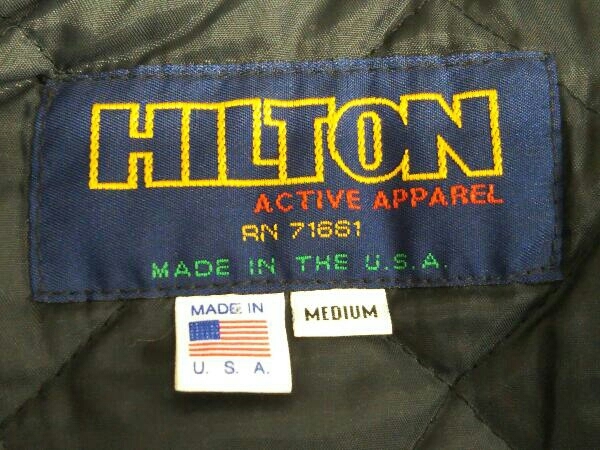 HILTON
ACTIVE APPAREL
RN 71661
MADE IN THE U.S.A.
MADE IN
U. S. A.
MEDIUM